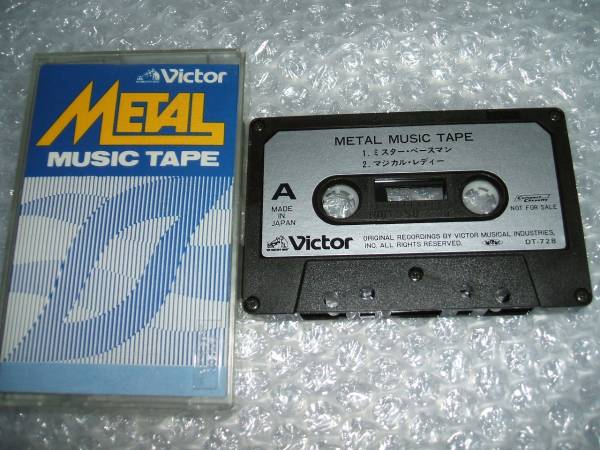 Victor
METAL
MUSIC TAPE
METAL MUSIC TAPE
1. ミスター・ベースマン
2. マジカル・レディー
A
MADE
IN
JAPAN
NOT FOR SALE
Victor
ORIGINAL RECORDINGS BY VICTOR MUSICAL INDUSTRIES,
INC. ALL RIGHTS RESERVED.
DT-728